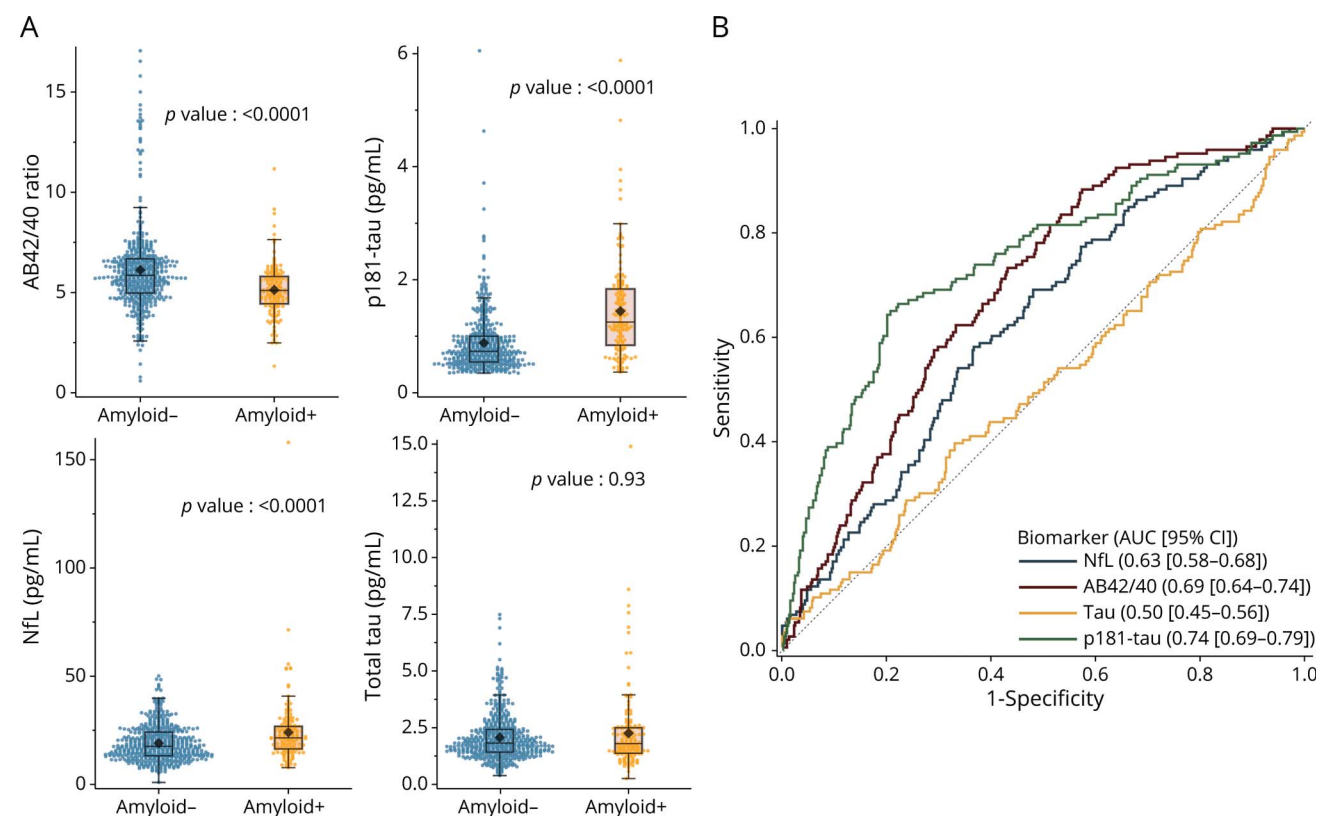 A
AB42/40 ratio
15
10
5
0
p value : <0.0001
Amyloid–
Amyloid+
p181-tau (pg/mL)
6
4
2
0
p value : <0.0001
Amyloid–
Amyloid+
NfL (pg/mL)
150
100
50
0
p value : <0.0001
Amyloid–
Amyloid+
Total tau (pg/mL)
15.0
12.5
10.0
7.5
5.0
2.5
0.0
p value : 0.93
Amyloid–
Amyloid+
B
Sensitivity
1.0
0.8
0.6
0.4
0.2
0.0
Biomarker (AUC [95% CI])
NfL (0.63 [0.58–0.68])
AB42/40 (0.69 [0.64–0.74])
Tau (0.50 [0.45–0.56])
p181-tau (0.74 [0.69–0.79])
0.0 0.2 0.4 0.6 0.8 1.0
1-Specificity